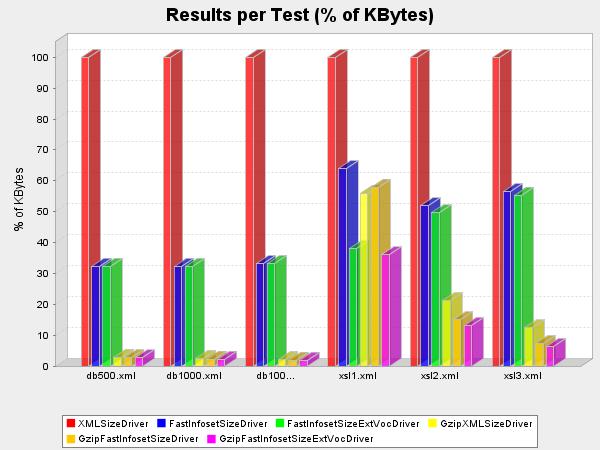 Results per Test (% of KBytes)
% of KBytes
100
90
80
70
60
50
40
30
20
10
0
db500.xml db1000.xml db100... xsl1.xml xsl2.xml xsl3.xml
XMLSizeDriver FastInfosetSizeDriver FastInfosetSizeExtVocDriver GzipXMLSizeDriver
GzipFastInfosetSizeDriver GzipFastInfosetSizeExtVocDriver